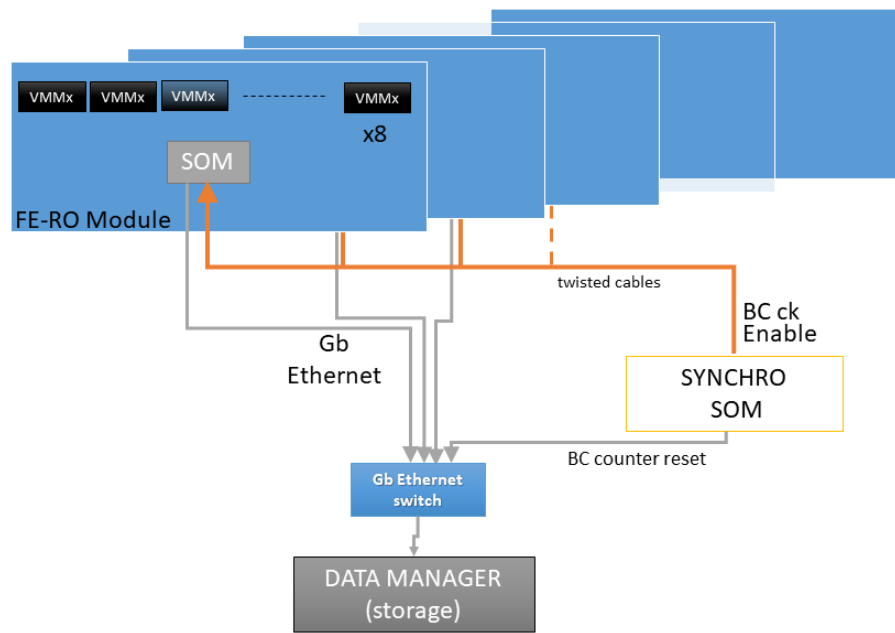 VMMx VMMx VMMx VMMx
x8
SOM
FE-RO Module
twisted cables
BC ck
Enable
Gb
Ethernet
SYNCHRO
SOM
BC counter reset
Gb Ethernet
switch
DATA MANAGER
(storage)